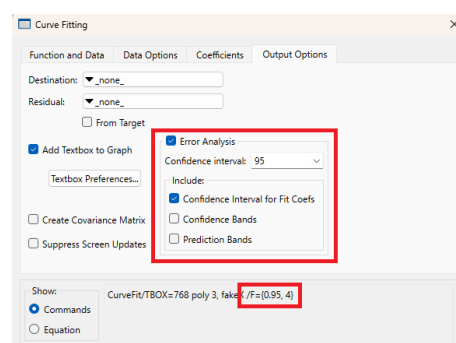 Curve Fitting
Function and Data Data Options Coefficients Output Options
Destination: _none_
Residual: _none_
From Target
Add Textbox to Graph
Textbox Preferences...
Create Covariance Matrix
Suppress Screen Updates
Error Analysis
Confidence interval: 95
Include:
Confidence Interval for Fit Coefs
Confidence Bands
Prediction Bands
Show:
Commands
Equation
CurveFit/TBOX=768 poly 3, fakeX /F={0.95, 4}